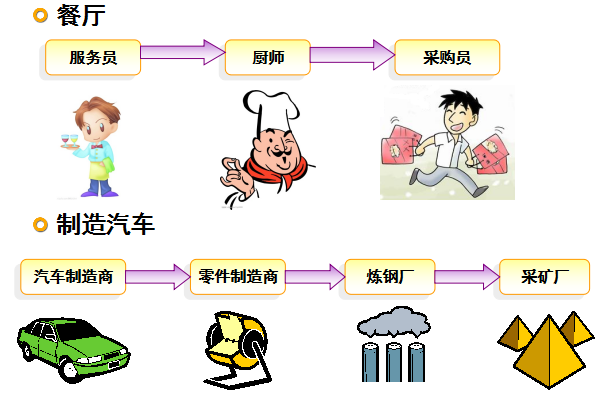 餐厅
服务员
厨师
采购员
制造汽车
汽车制造商
零件制造商
炼钢厂
采矿厂